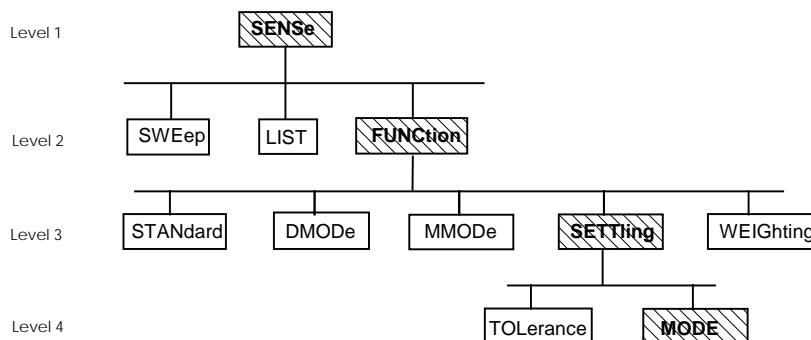 Level 1
SENSe
Level 2
SWEep
LIST
FUNCtion
Level 3
STANdard
DMODe
MMODe
SETTling
WEIGhting
Level 4
TOLerance
MODE